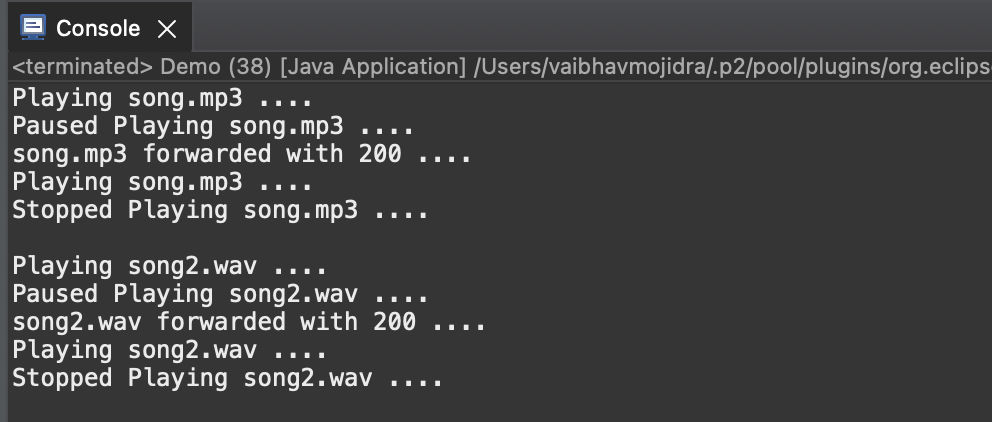 Console
<terminated> Demo (38) [Java Application] /Users/vaibhavmojidra/.p2/pool/plugins/org.eclips
Playing song.mp3 ....
Paused Playing song.mp3 ....
song.mp3 forwarded with 200 ....
Playing song.mp3 ....
Stopped Playing song.mp3 ....
Playing song2.wav ....
Paused Playing song2.wav ....
song2.wav forwarded with 200 ....
Playing song2.wav ....
Stopped Playing song2.wav ....